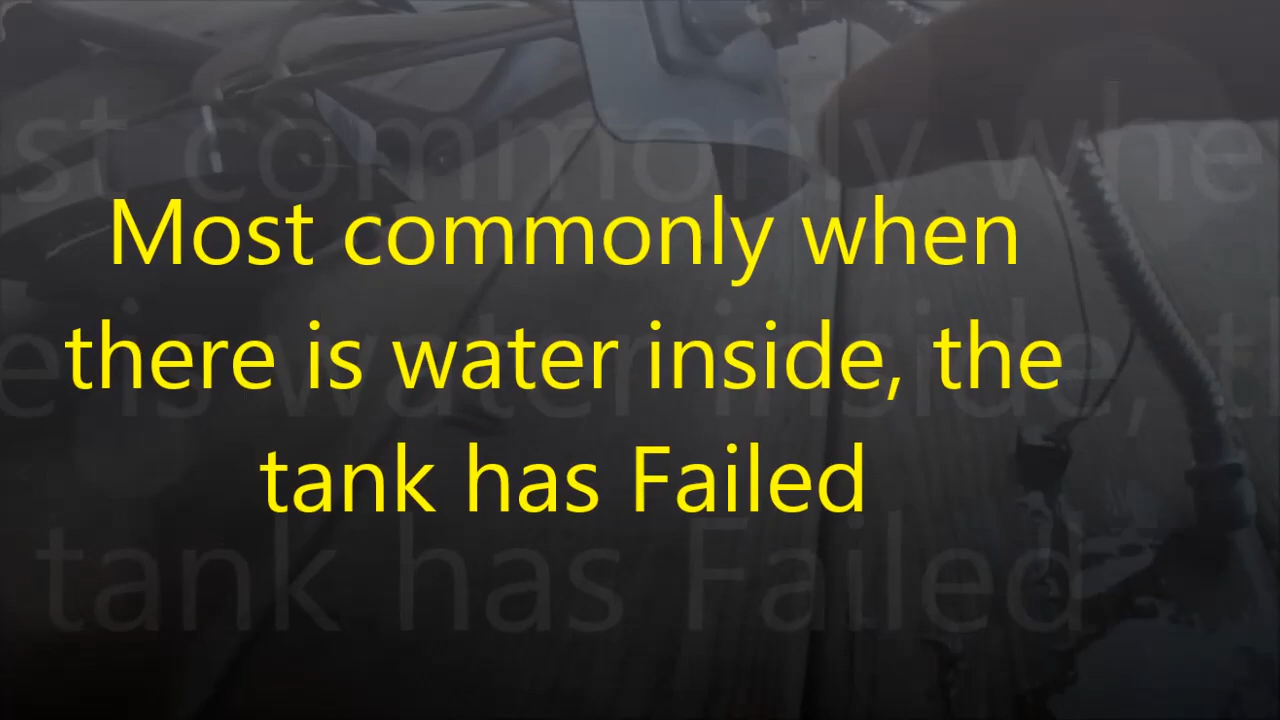 Most commonly when
there is water inside, the
tank has Failed